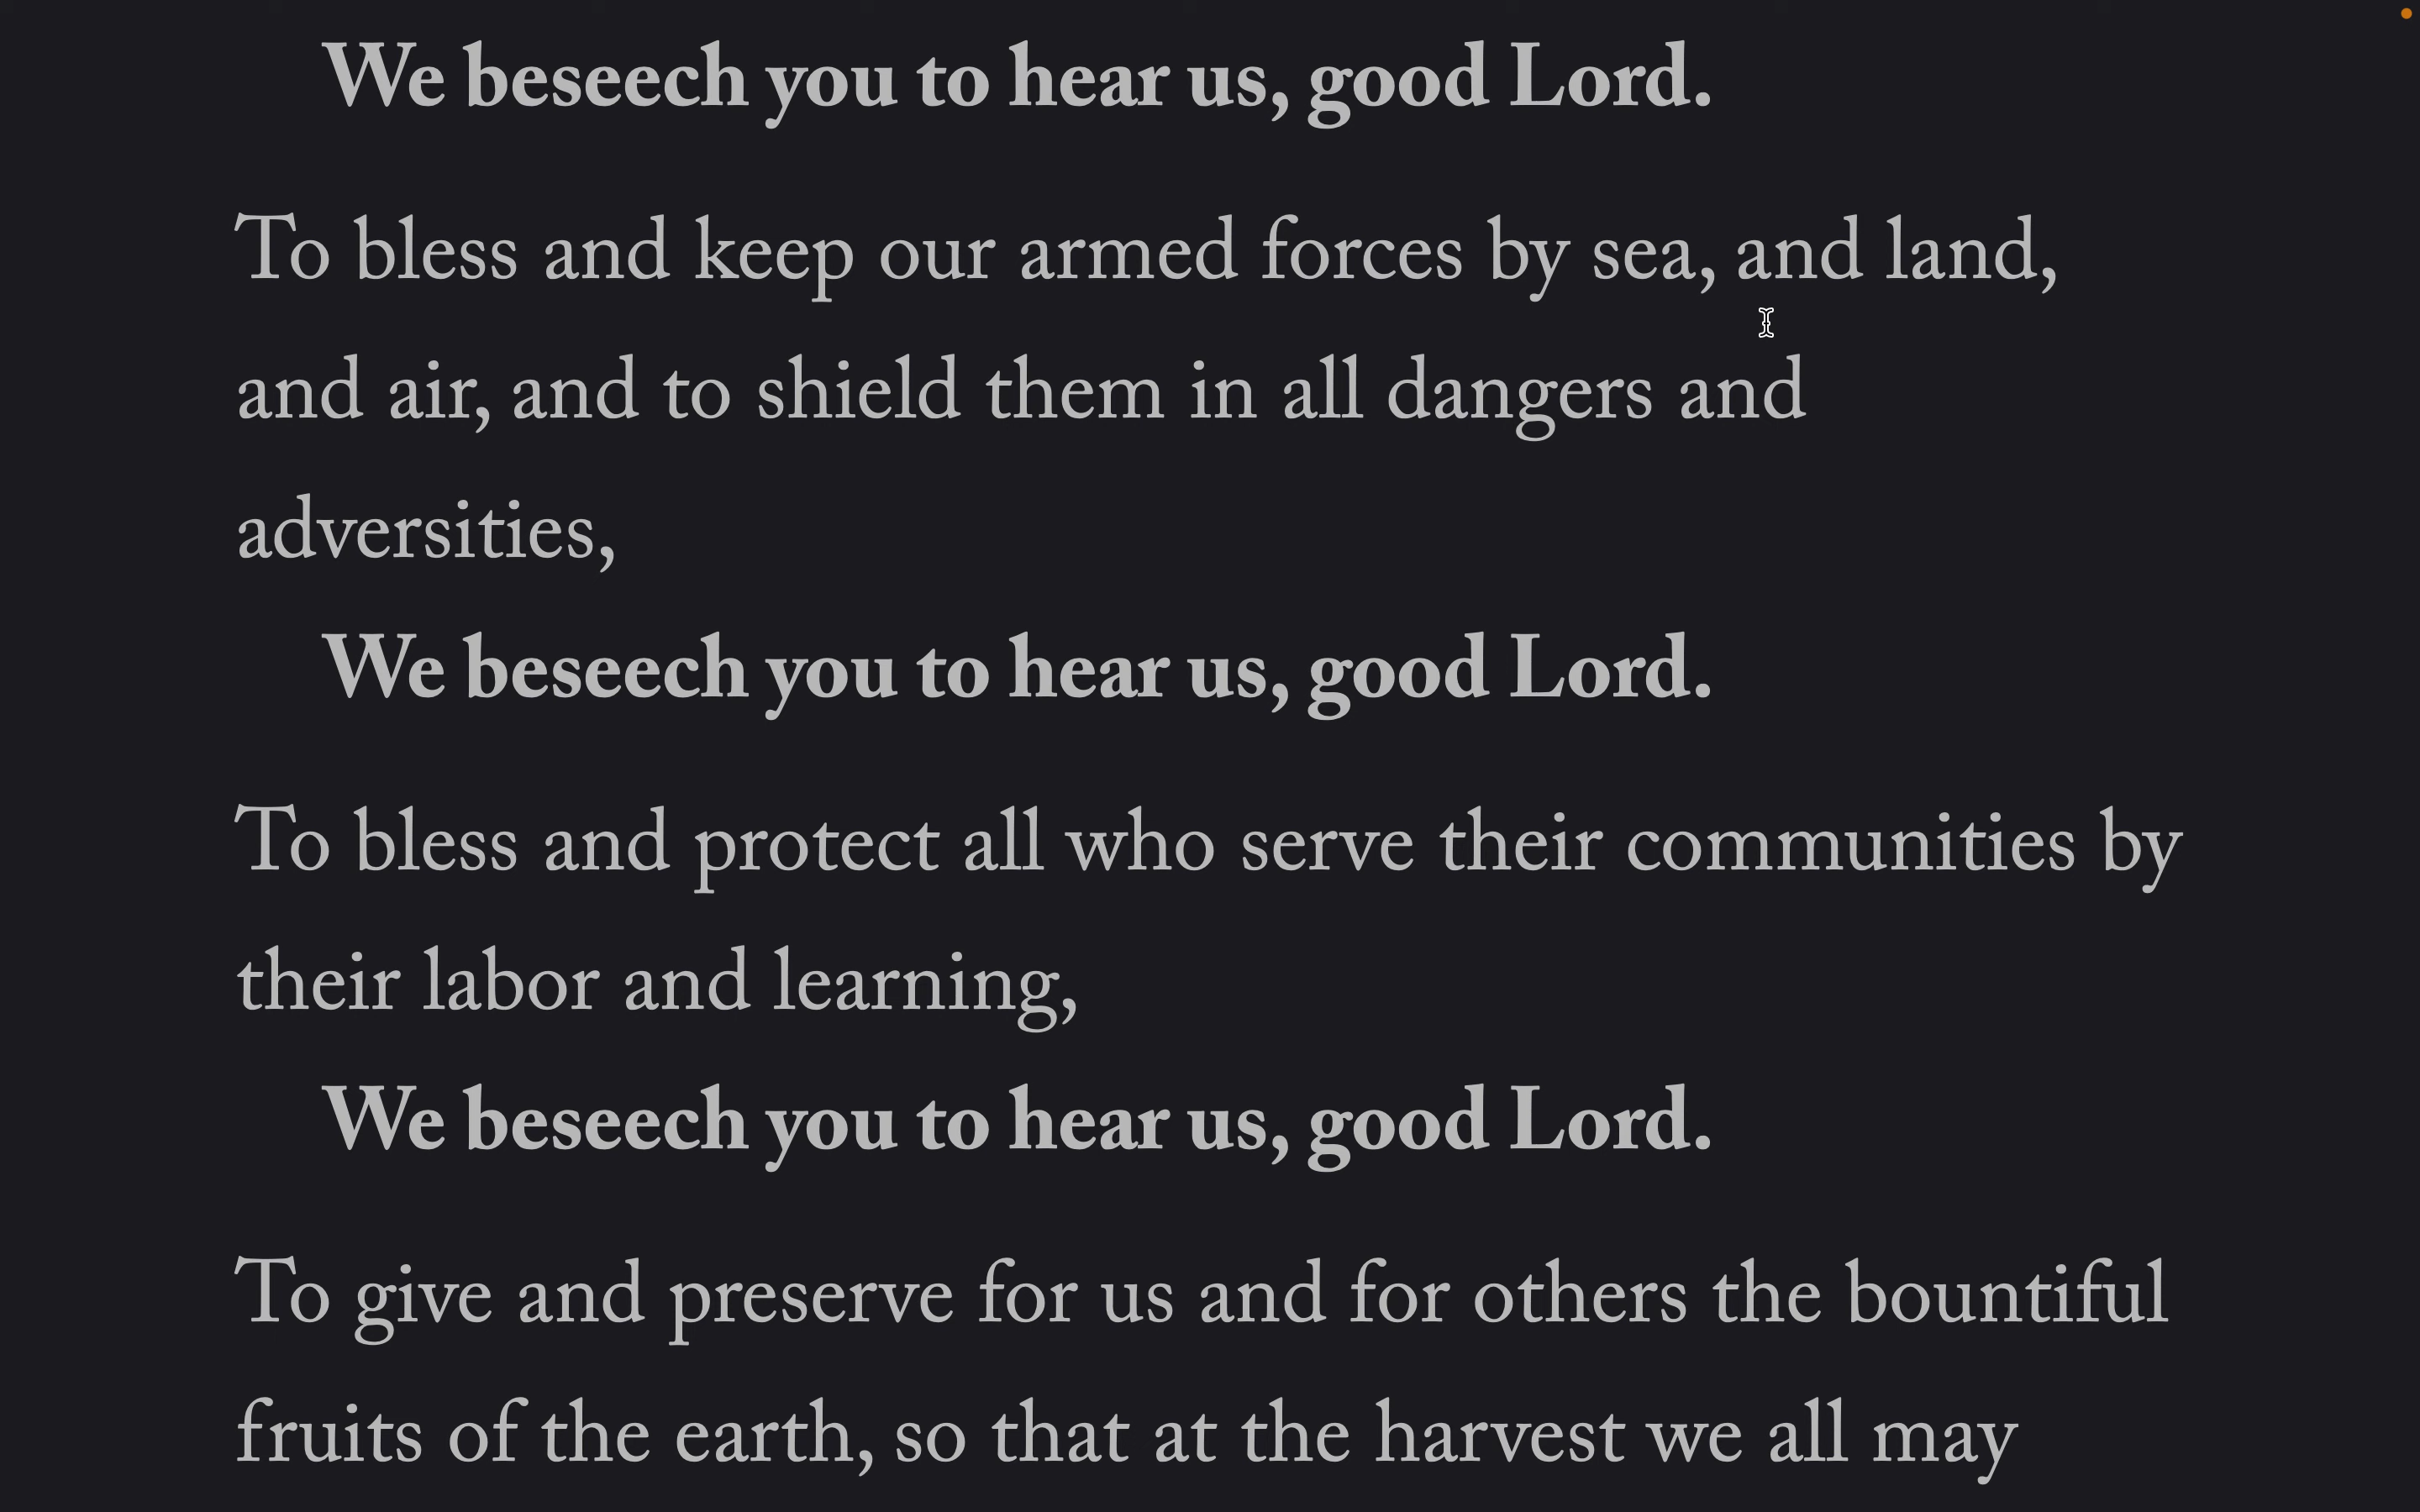 We beseech you to hear us, good Lord.
To bless and keep our armed forces by sea, and land,
and air, and to shield them in all dangers and
adversities,
We beseech you to hear us, good Lord.
To bless and protect all who serve their communities by
their labor and learning,
We beseech you to hear us, good Lord.
To give and preserve for us and for others the bountiful
fruits of the earth, so that at the harvest we all may